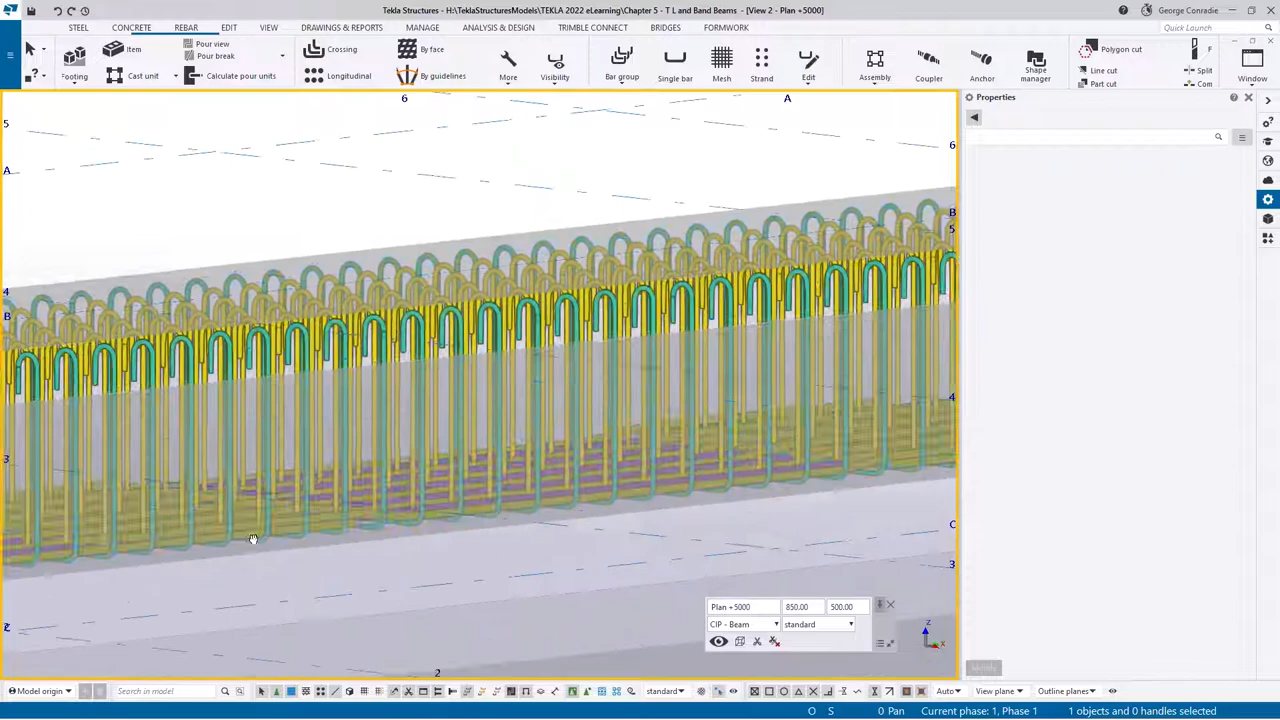 Tekla Structures - H:\TeklaStructuresModels\TEKLA 2022 eLearning\Chapter 5 - T L and Band Beams - [View 2 - Plan +5000]
George Conradie
STEEL CONCRETE REBAR EDIT VIEW DRAWINGS & REPORTS MANAGE ANALYSIS & DESIGN TRIMBLE CONNECT BRIDGES FORMWORK
Quick Launch
Item Pour view Crossing By face Polygon cut F
Pour break
Footing Cast unit Calculate pour units Longitudinal By guidelines More Visibility Bar group Single bar Mesh Strand Edit Assembly Coupler Anchor Shape manager Line cut Split Window
Part cut Com
Properties
6 A
5
6
A
B
5
4
B
4
3
C
3
2
2
Plan +5000 850.00 500.00
CIP - Beam standard
z
x
Model origin Search in model standard Auto View plane Outline planes
O S 0 Pan Current phase: 1, Phase 1 1 objects and 0 handles selected